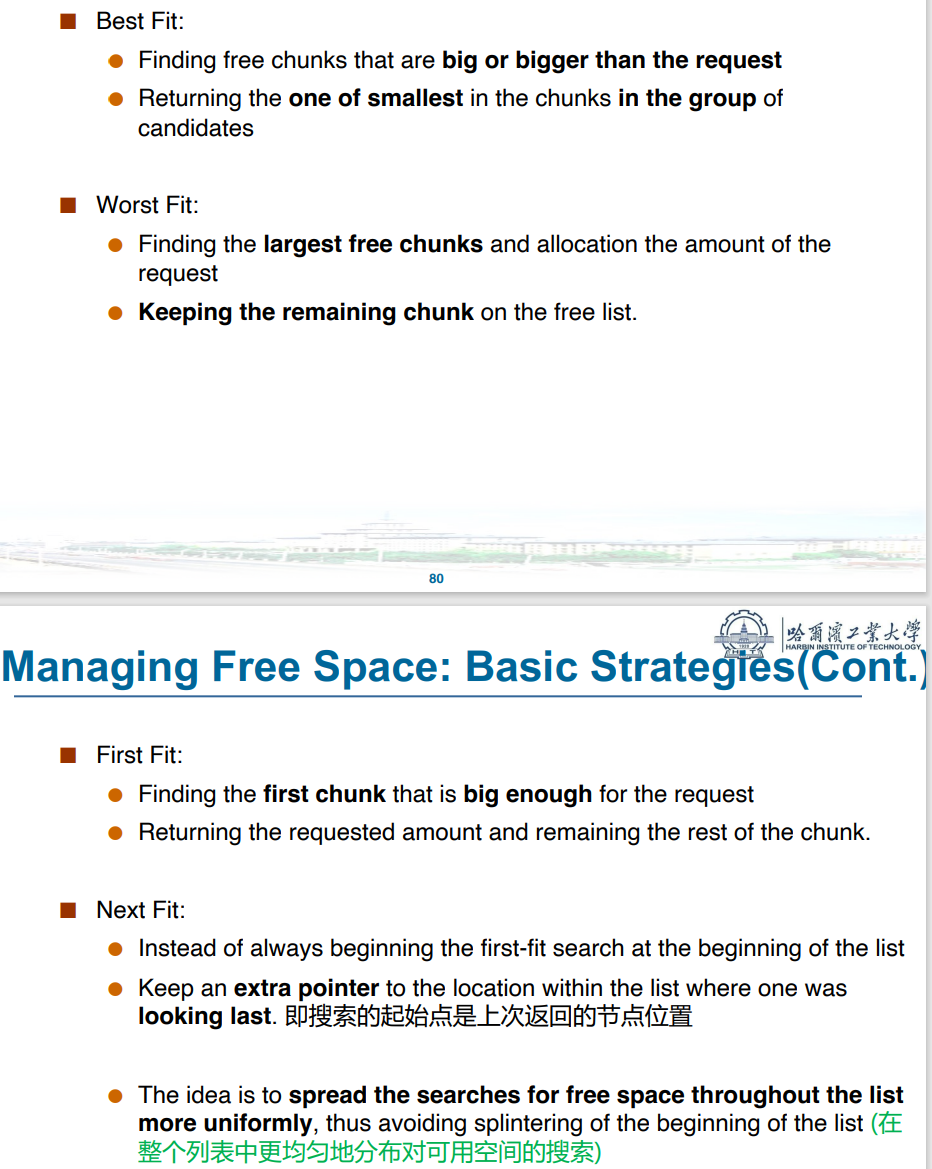 Best Fit:
Finding free chunks that are big or bigger than the request
Returning the one of smallest in the chunks in the group of
candidates
Worst Fit:
Finding the largest free chunks and allocation the amount of the
request
Keeping the remaining chunk on the free list.
80
哈爾濱工業大學
HARBIN INSTITUTE OF TECHNOLOGY
Managing Free Space: Basic Strategies(Cont.)
First Fit:
Finding the first chunk that is big enough for the request
Returning the requested amount and remaining the rest of the chunk.
Next Fit:
Instead of always beginning the first-fit search at the beginning of the list
Keep an extra pointer to the location within the list where one was
looking last. 即搜索的起始点是上次返回的节点位置
The idea is to spread the searches for free space throughout the list
more uniformly, thus avoiding splintering of the beginning of the list (在
整个列表中更均匀地分布对可用空间的搜索)